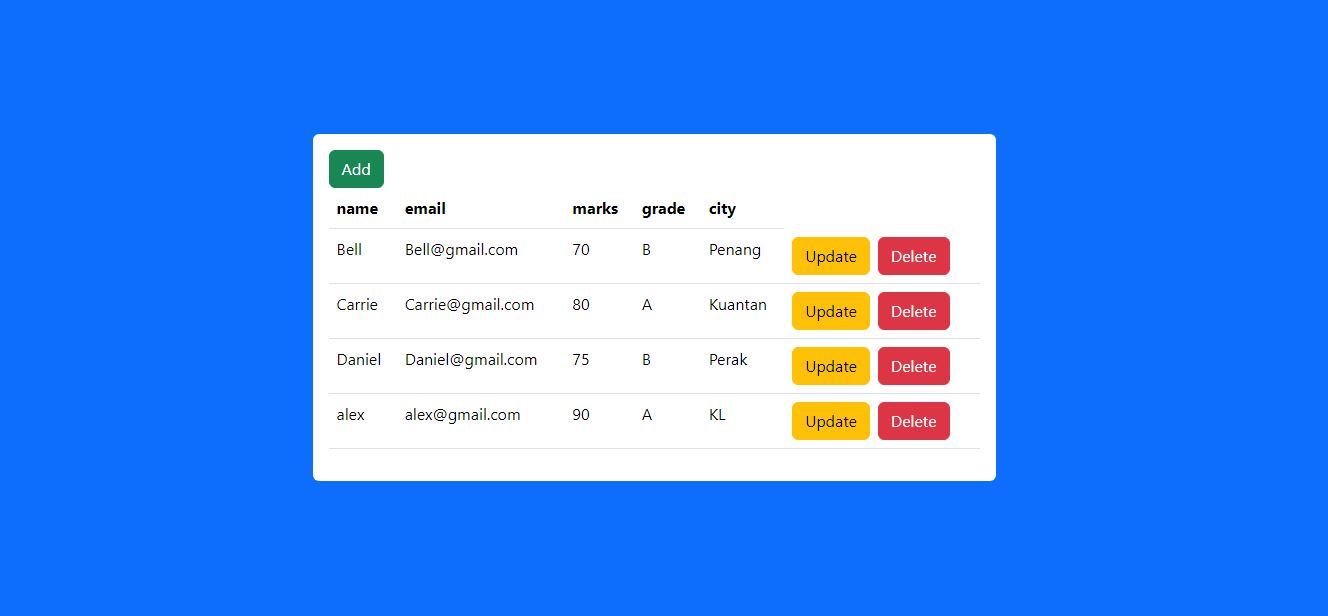 Add
name email marks grade city
Bell Bell@gmail.com 70 B Penang Update Delete
Carrie Carrie@gmail.com 80 A Kuantan Update Delete
Daniel Daniel@gmail.com 75 B Perak Update Delete
alex alex@gmail.com 90 A KL Update Delete